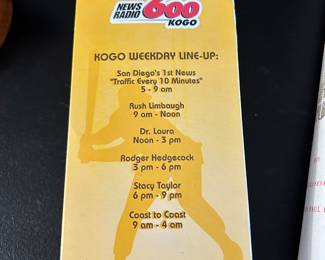 NEWS
RADIO 600
KOGO
KOGO WEEKDAY LINE-UP:
San Diego's 1st News
"Traffic Every 10 Minutes"
5 - 9 am
Rush Limbaugh
9 am - Noon
Dr. Laura
Noon - 3 pm
Rodger Hedgecock
3 pm - 6 pm
Stacy Taylor
6 pm - 9 pm
Coast to Coast
9 am - 4 am